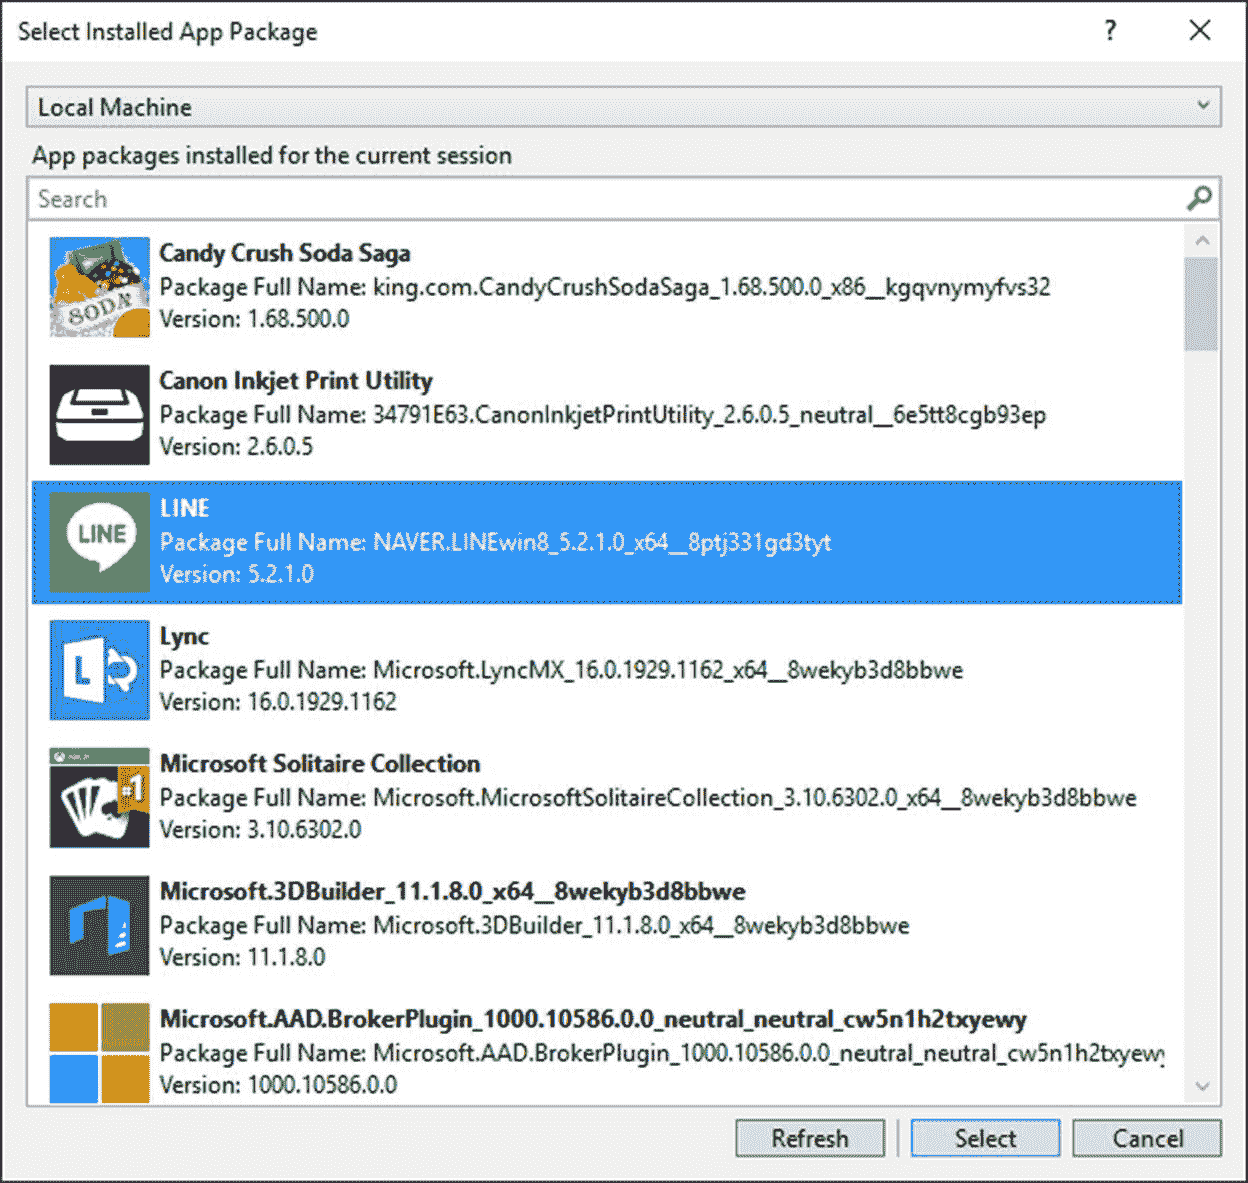 Select Installed App Package
?
Local Machine
App packages installed for the current session
Search
SODA
Candy Crush Soda Saga
Package Full Name: king.com.CandyCrushSodaSaga_1.68.500.0_x86__kgqvnymyfvs32
Version: 1.68.500.0
Canon Inkjet Print Utility
Package Full Name: 34791E63.CanonInkjetPrintUtility_2.6.0.5_neutral__6e5tt8cgb93ep
Version: 2.6.0.5
LINE
LINE
Package Full Name: NAVER.LINEwin8_5.2.1.0_x64__8ptj331gd3tyt
Version: 5.2.1.0
L
Lync
Package Full Name: Microsoft.LyncMX_16.0.1929.1162_x64__8wekyb3d8bbwe
Version: 16.0.1929.1162
#1
Microsoft Solitaire Collection
Package Full Name: Microsoft.MicrosoftSolitaireCollection_3.10.6302.0_x64__8wekyb3d8bbwe
Version: 3.10.6302.0
Microsoft.3DBuilder_11.1.8.0_x64__8wekyb3d8bbwe
Package Full Name: Microsoft.3DBuilder_11.1.8.0_x64__8wekyb3d8bbwe
Version: 11.1.8.0
Microsoft.AAD.BrokerPlugin_1000.10586.0.0_neutral_neutral_cw5n1h2txyewy
Package Full Name: Microsoft.AAD.BrokerPlugin_1000.10586.0.0_neutral_neutral_cw5n1h2txyewy
Version: 1000.10586.0.0
Refresh
Select
Cancel